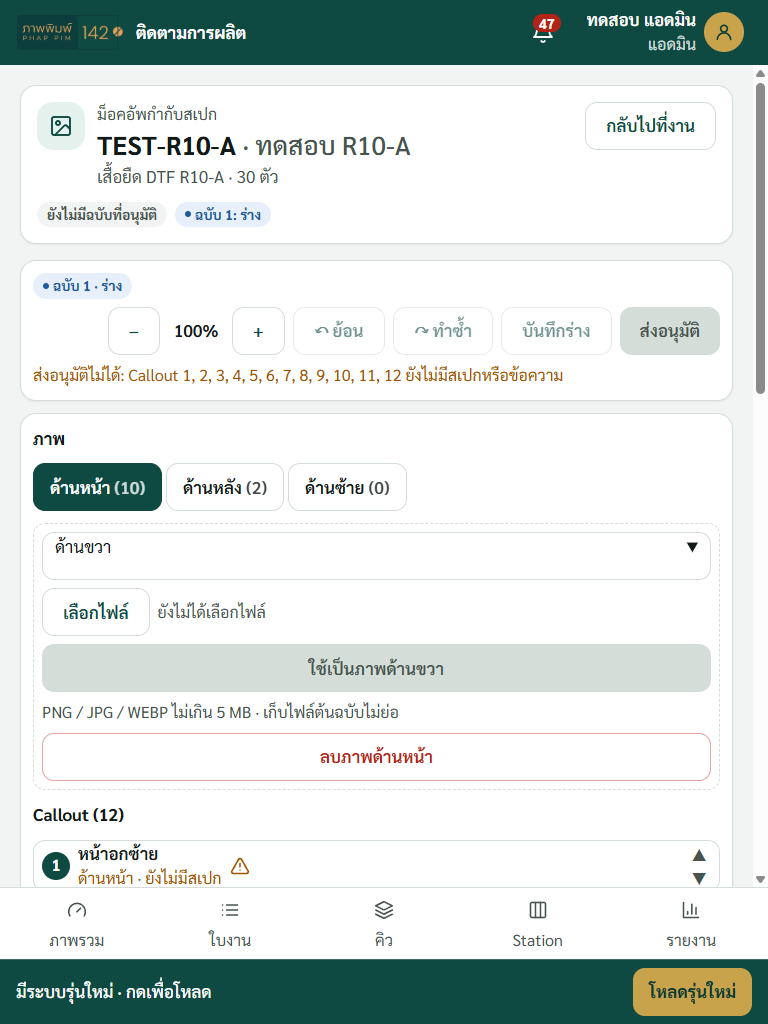 ภาพพิมพ์
PHAP PIM
142
ติดตามการผลิต
47
ทดสอบ แอดมิน
แอดมิน
ม็อคอัพกำกับสเปก
TEST-R10-A · ทดสอบ R10-A
เสื้อยืด DTF R10-A · 30 ตัว
กลับไปที่งาน
ยังไม่มีฉบับที่อนุมัติ
ฉบับ 1: ร่าง
ฉบับ 1 · ร่าง
− 100% + ย้อน ทำซ้ำ บันทึกร่าง ส่งอนุมัติ
ส่งอนุมัติไม่ได้: Callout 1, 2, 3, 4, 5, 6, 7, 8, 9, 10, 11, 12 ยังไม่มีสเปกหรือข้อความ
ภาพ
ด้านหน้า (10) ด้านหลัง (2) ด้านซ้าย (0)
ด้านขวา
เลือกไฟล์ ยังไม่ได้เลือกไฟล์
ใช้เป็นภาพด้านขวา
PNG / JPG / WEBP ไม่เกิน 5 MB · เก็บไฟล์ต้นฉบับไม่ย่อ
ลบภาพด้านหน้า
Callout (12)
1 หน้าอกซ้าย
ด้านหน้า · ยังไม่มีสเปก
ภาพรวม ใบงาน คิว Station รายงาน
มีระบบรุ่นใหม่ · กดเพื่อโหลด
โหลดรุ่นใหม่